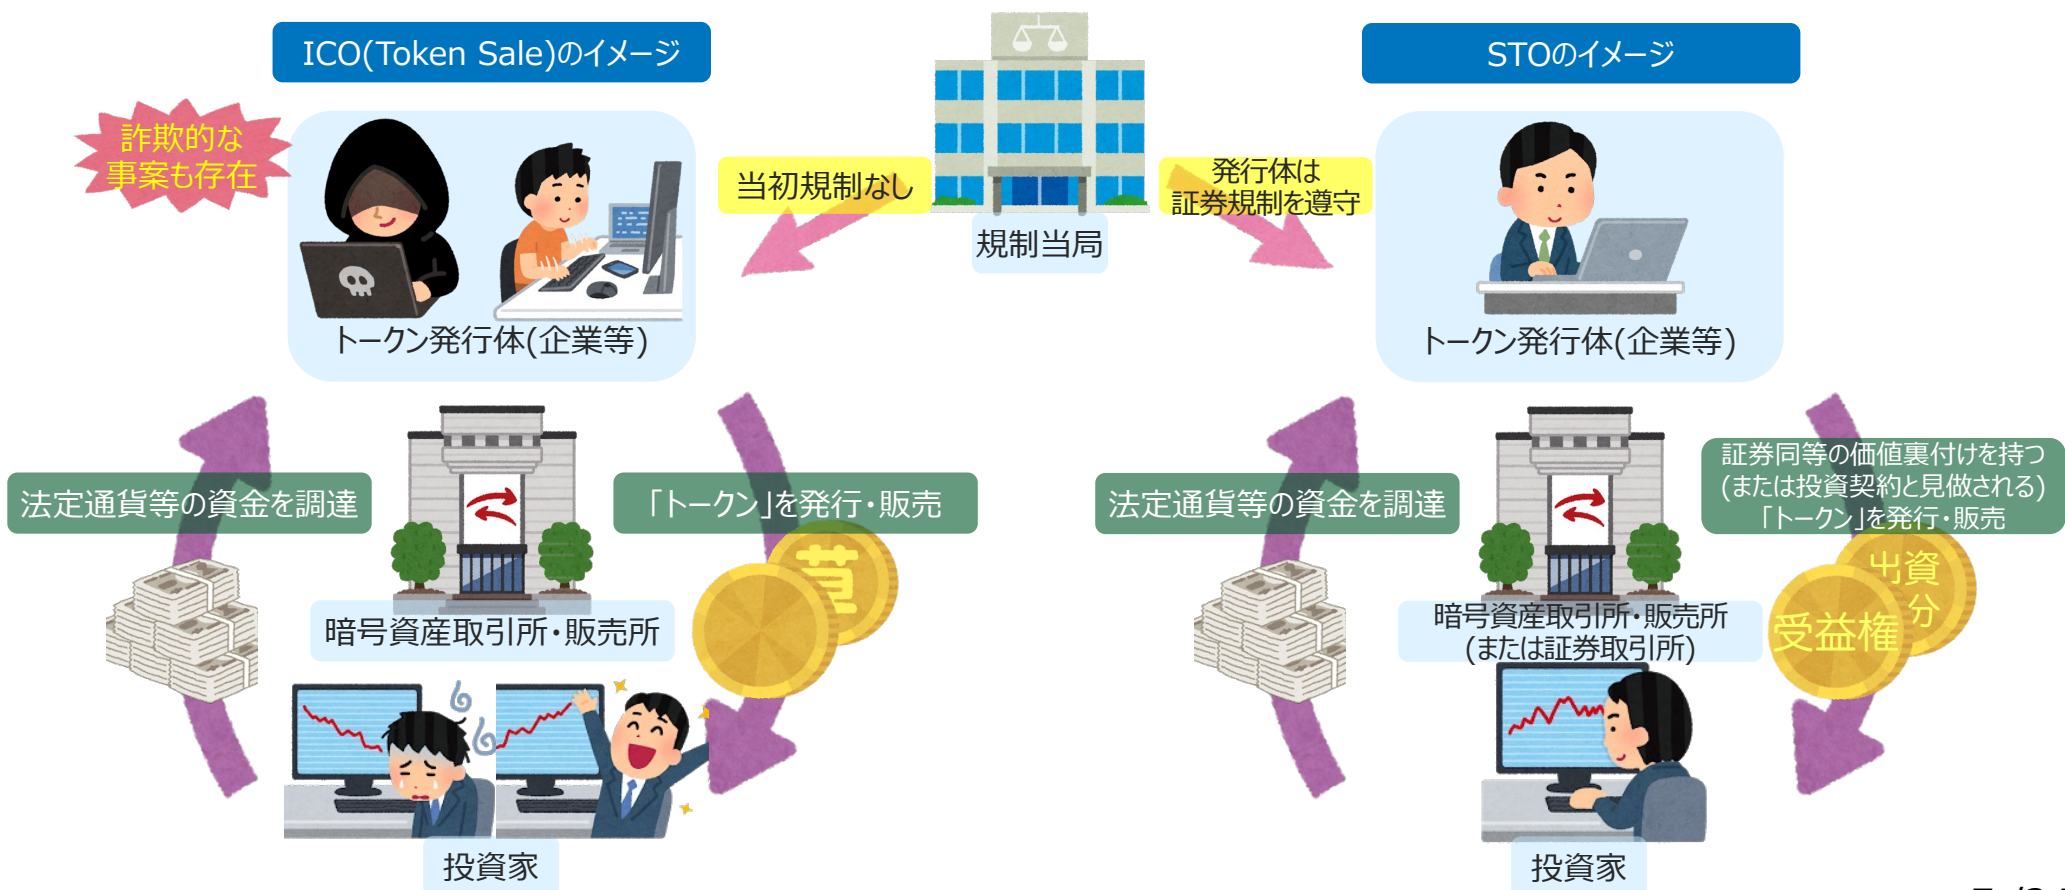 ICO(Token Sale)のイメージ
STOのイメージ
詐欺的な
事案も存在
当初規制なし
発行体は
証券規制を遵守
規制当局
トークン発行体(企業等)
トークン発行体(企業等)
法定通貨等の資金を調達
「トークン」を発行・販売
法定通貨等の資金を調達
証券同等の価値裏付けを持つ
(または投資契約と見做される)
「トークン」を発行・販売
暗号資産取引所・販売所
暗号資産取引所・販売所
(または証券取引所)
出資
分
受益権
投資家
投資家